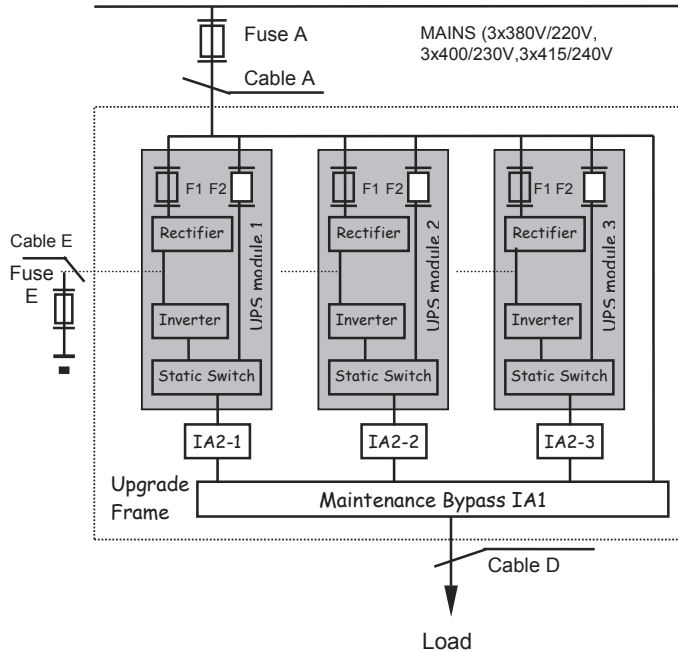 Fuse A
MAINS (3x380V/220V,
3x400/230V,3x415/240V
Cable A
F1 F2
F1 F2
F1 F2
Rectifier
Rectifier
Rectifier
UPS module 1
UPS module 2
UPS module 3
Cable E
Fuse
E
Inverter
Inverter
Inverter
Static Switch
Static Switch
Static Switch
IA2-1
IA2-2
IA2-3
Upgrade
Frame
Maintenance Bypass IA1
Cable D
Load